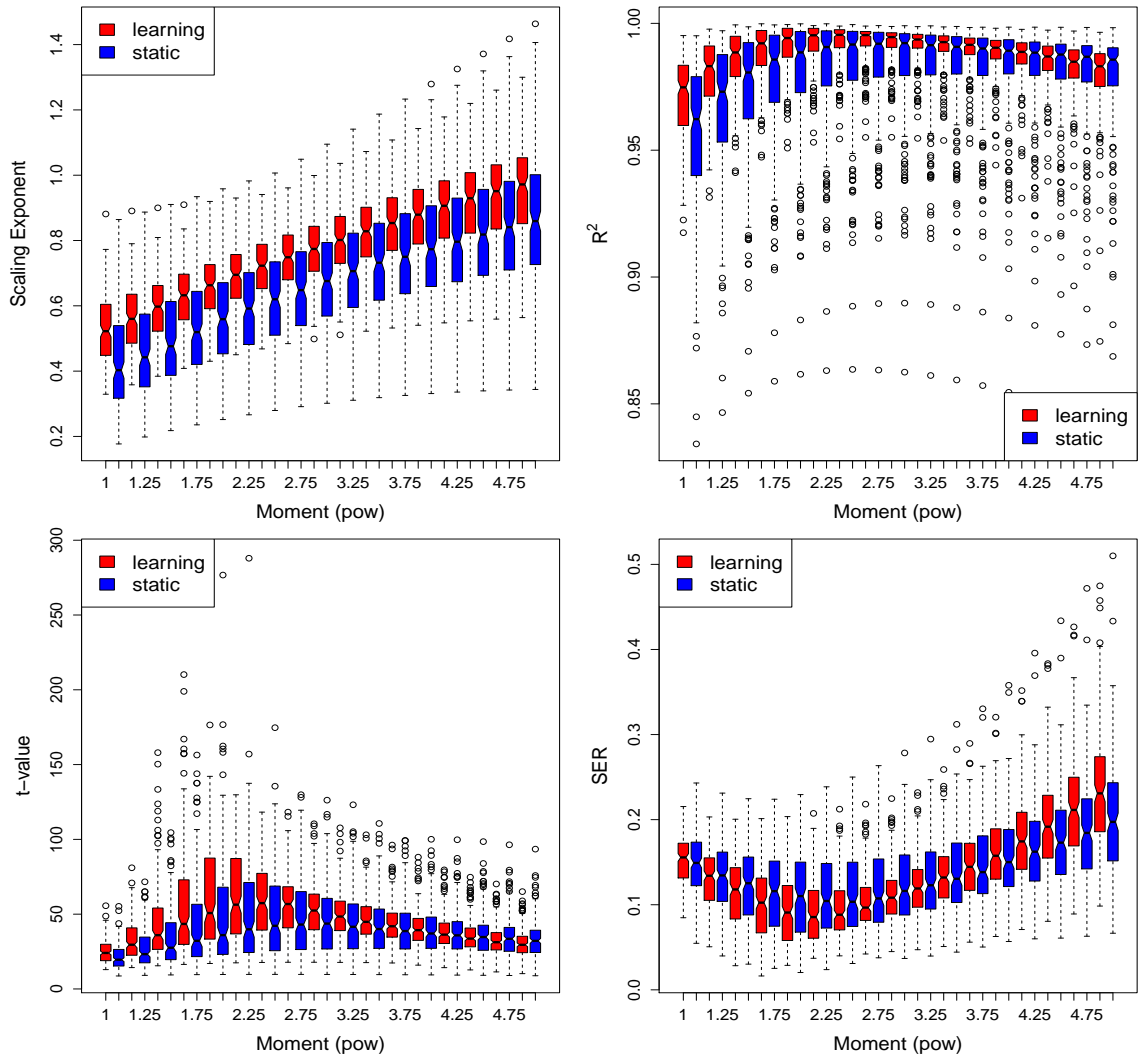 learning
static
Scaling Exponent
0.2 0.4 0.6 0.8 1.0 1.2 1.4
1 1.25 1.75 2.25 2.75 3.25 3.75 4.25 4.75
Moment (pow)
learning
static
R²
0.85 0.90 0.95 1.00
1 1.25 1.75 2.25 2.75 3.25 3.75 4.25 4.75
Moment (pow)
learning
static
t−value
0 50 100 150 200 250 300
1 1.25 1.75 2.25 2.75 3.25 3.75 4.25 4.75
Moment (pow)
learning
static
SER
0.0 0.1 0.2 0.3 0.4 0.5
1 1.25 1.75 2.25 2.75 3.25 3.75 4.25 4.75
Moment (pow)